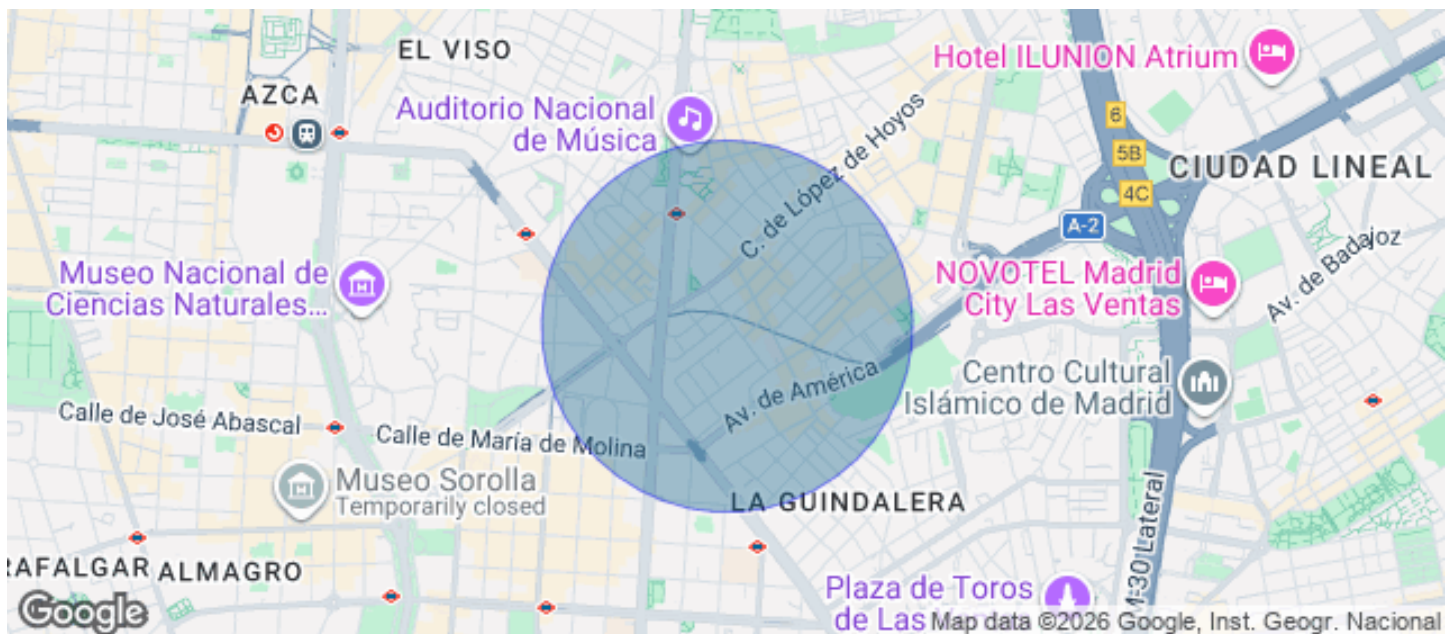 EL VISO
Hotel ILUNION Atrium
AZCA
Auditorio Nacional
de Música
6
5B
4C
CIUDAD LINEAL
C. de López de Hoyos
A-2
Museo Nacional de
Ciencias Naturales...
NOVOTEL Madrid
City Las Ventas
Av. de Badajoz
Centro Cultural
Islámico de Madrid
Av. de América
Calle de José Abascal
Calle de María de Molina
Museo Sorolla
Temporarily closed
LA GUINDALERA
M-30 Lateral
RAFALGAR
ALMAGRO
Plaza de Toros
de Las
Google
Map data ©2026 Google, Inst. Geogr. Nacional